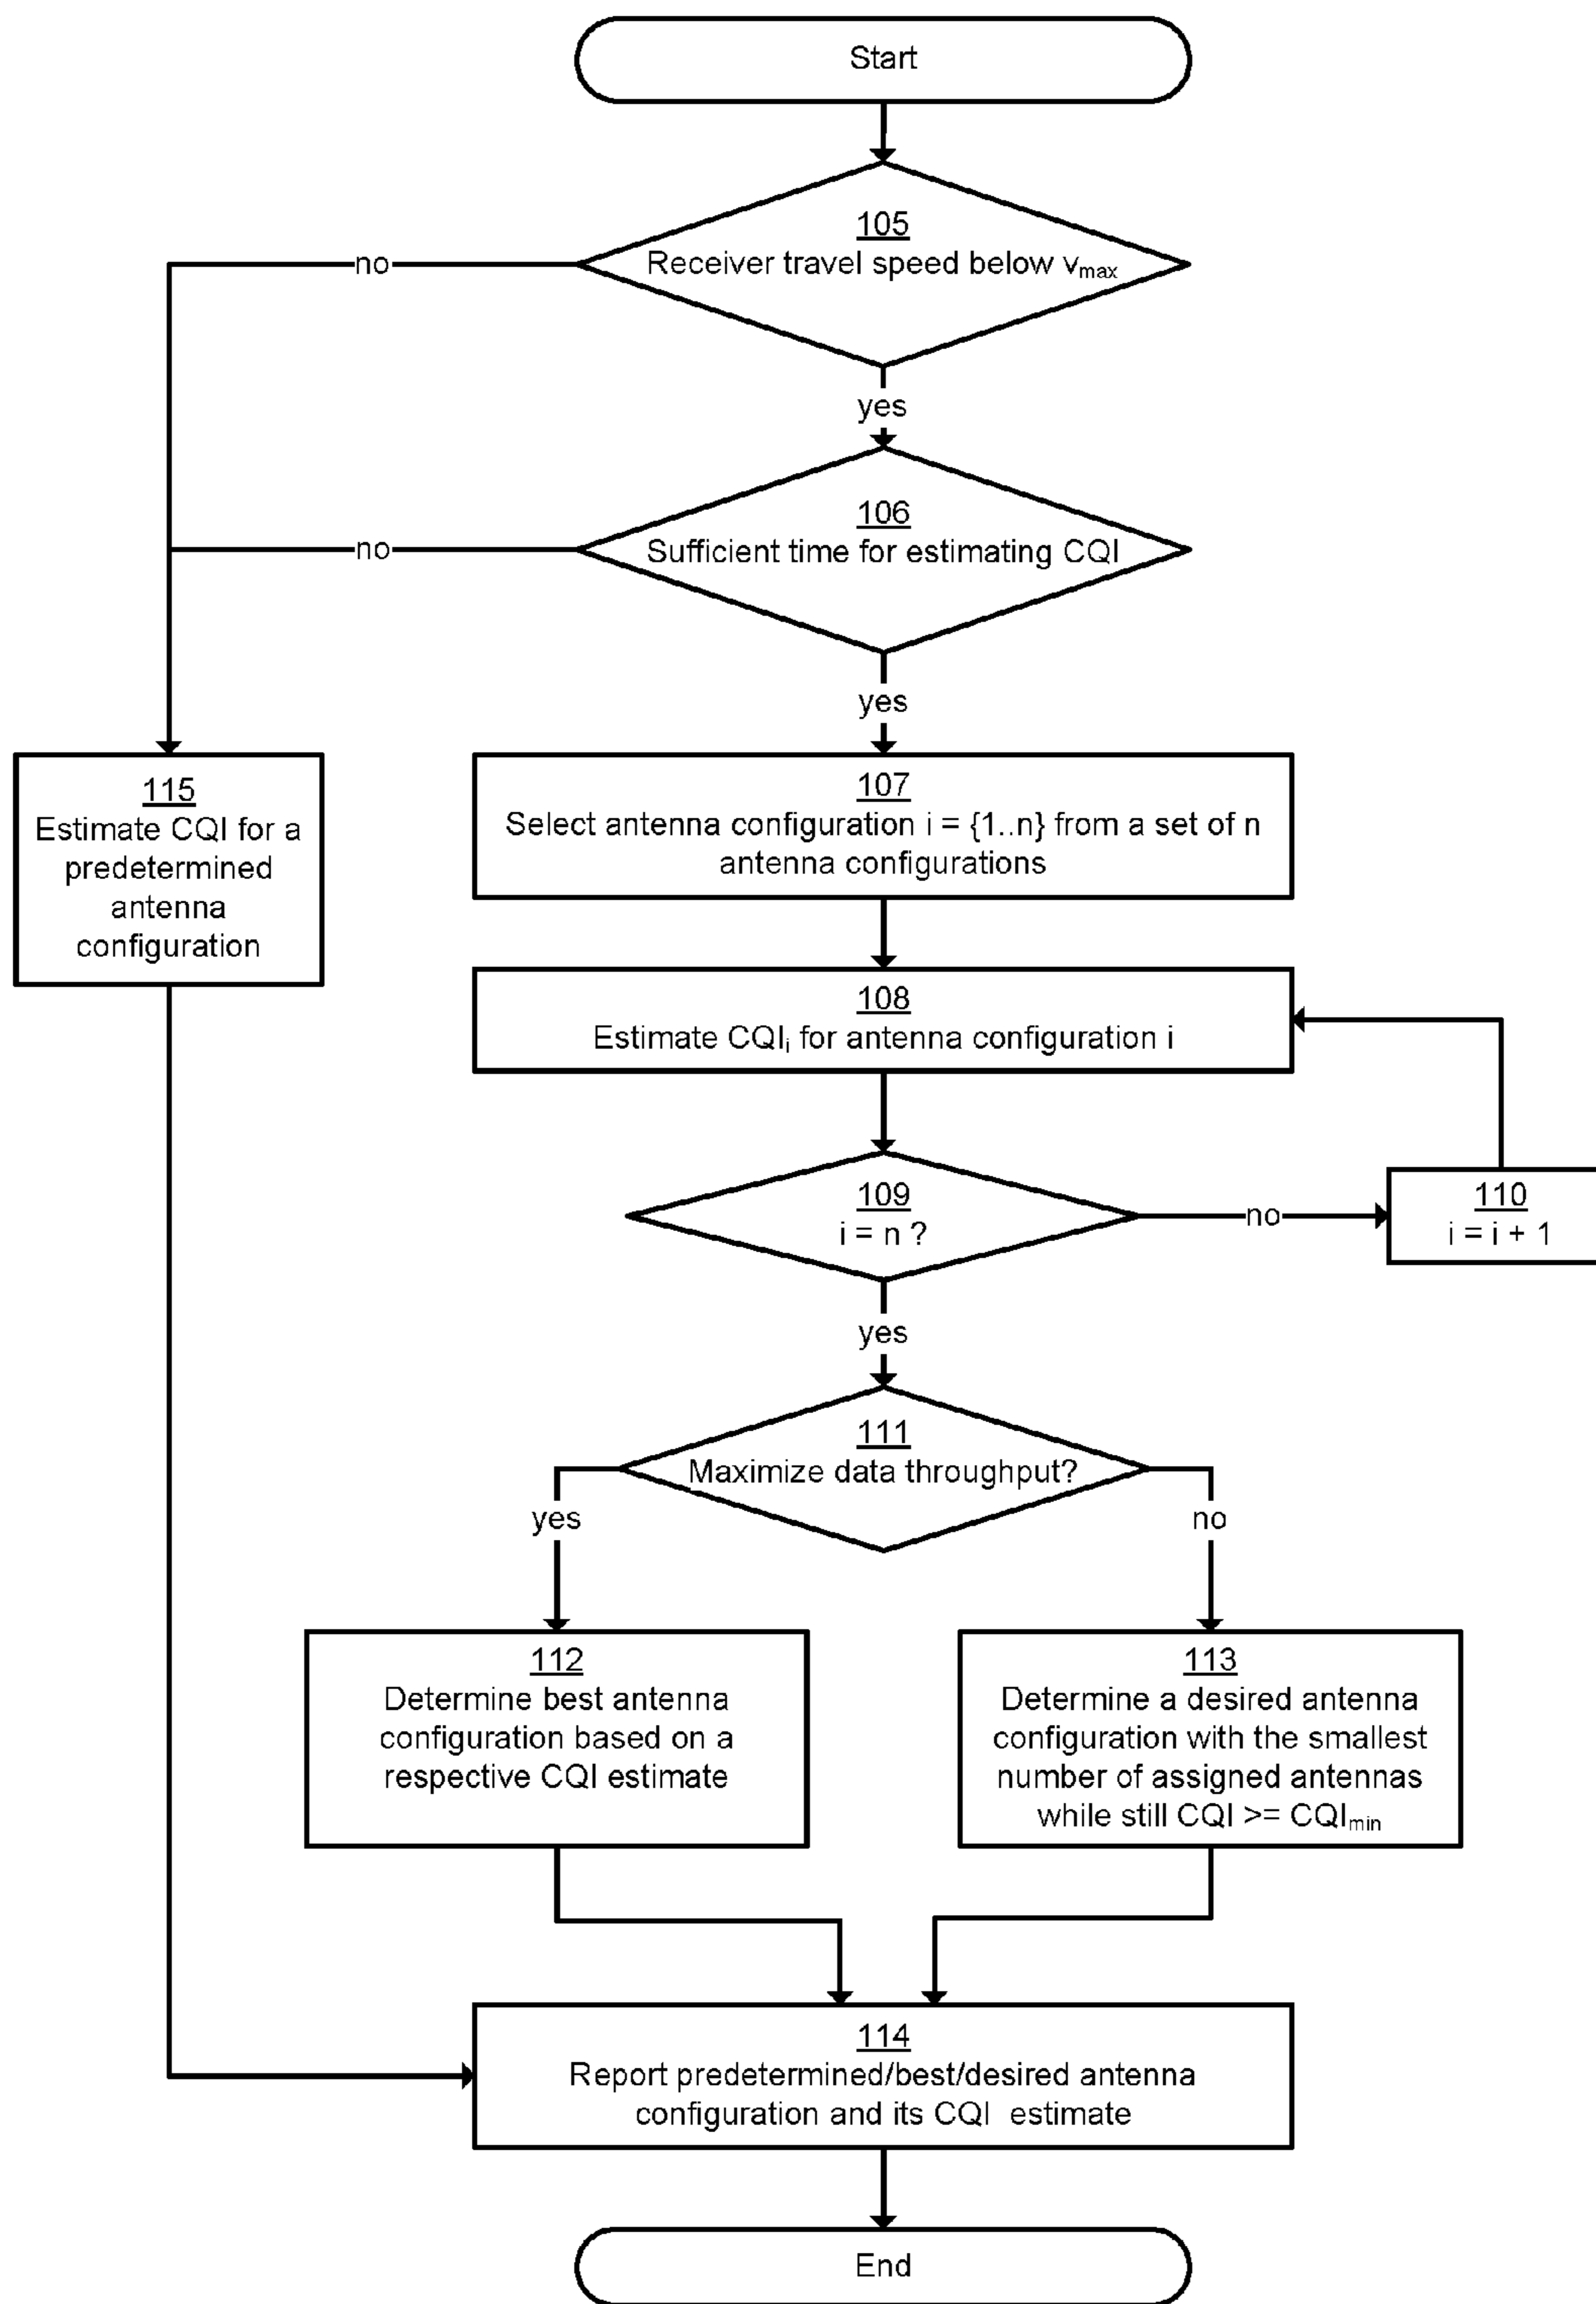 Start
105
Receiver travel speed below vmax
no
yes
106
Sufficient time for estimating CQI
no
yes
115
Estimate CQI for a
predetermined
antenna
configuration
107
Select antenna configuration i = {1..n} from a set of n
antenna configurations
108
Estimate CQIi for antenna configuration i
109
i = n ?
no
110
i = i + 1
yes
111
Maximize data throughput?
yes
no
112
Determine best antenna
configuration based on a
respective CQI estimate
113
Determine a desired antenna
configuration with the smallest
number of assigned antennas
while still CQI >= CQImin
114
Report predetermined/best/desired antenna
configuration and its CQI estimate
End